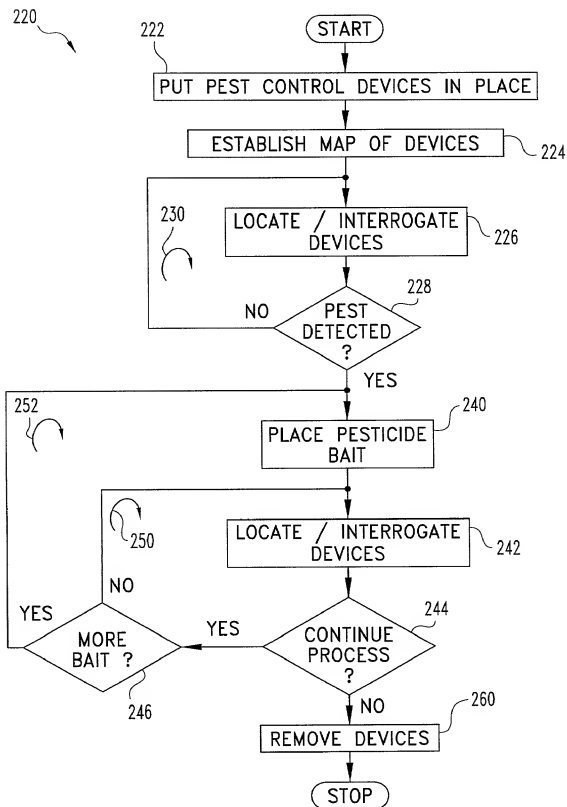 220
START
222
PUT PEST CONTROL DEVICES IN PLACE
ESTABLISH MAP OF DEVICES
224
230
LOCATE / INTERROGATE
DEVICES
226
228
NO
PEST
DETECTED
?
YES
252
240
PLACE PESTICIDE
BAIT
250
LOCATE / INTERROGATE
DEVICES
242
NO
YES
YES
244
CONTINUE
PROCESS
?
MORE
BAIT ?
246
NO
260
REMOVE DEVICES
STOP